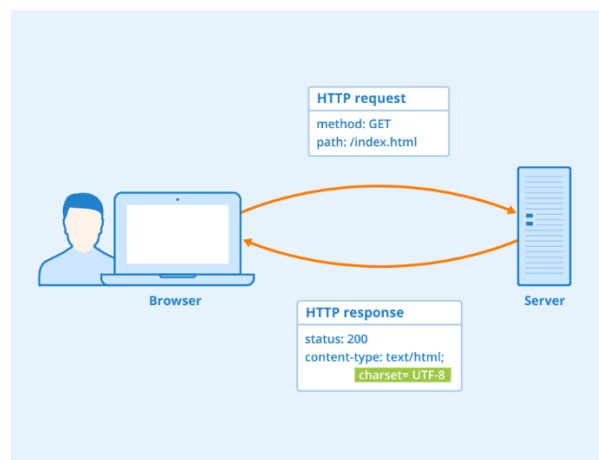 HTTP request
method: GET
path: /index.html
Browser
Server
HTTP response
status: 200
content-type: text/html;
charset= UTF-8